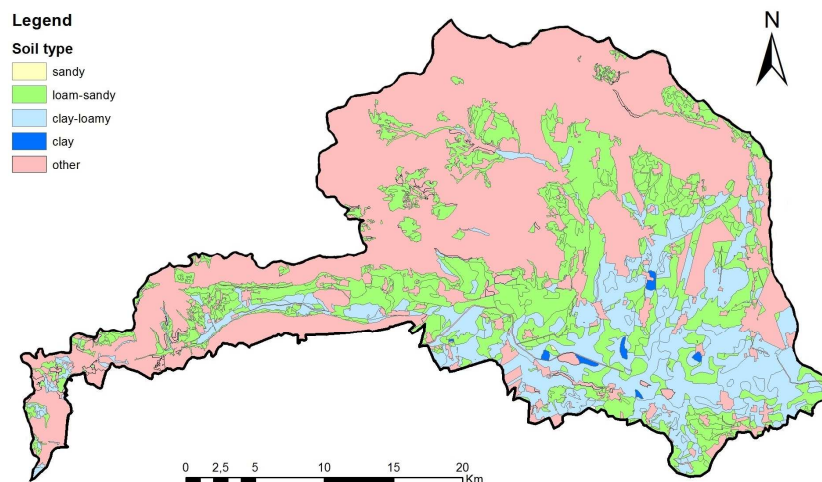 Legend
Soil type
sandy
loam-sandy
clay-loamy
clay
other
N
0 2,5 5 10 15 20
Km